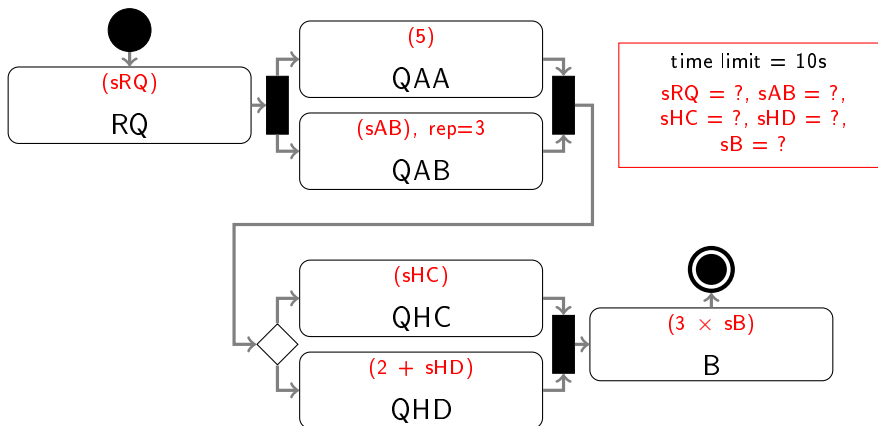 (sRQ)
RQ
(5)
QAA
(sAB), rep=3
QAB
time limit = 10s
sRQ = ?, sAB = ?,
sHC = ?, sHD = ?,
sB = ?
(sHC)
QHC
(2 + sHD)
QHD
(3 × sB)
B